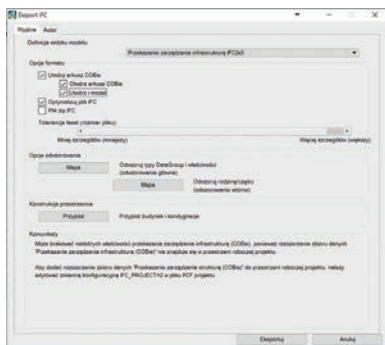 Eksport IFC
Ogólne Autor
Definicja widoku modelu:
Przekazanie zarządzania infrastrukturą IFC2x3
Opcje formatu
Utwórz arkusz COBie
Otwórz arkusz COBie
Utwórz i-model
Optymalizuj plik IFC
Plik zip IFC
Tolerancja faset (rozmiar pliku):
Mniej szczegółów (mniejszy) Więcej szczegółów (większy)
Opcje odwzorowania
Mapa Odwzoruj typy DataGroup i właściwości
(odwzorowanie główne)
Mapa Odwzoruj rodzinę/części
(odwzorowanie wtórne)
Konstrukcja przestrzenna
Przypisz Przypisz budynek i kondygnacje
Komunikaty
Może brakować niektórych właściwości przekazania zarządzania infrastrukturą (COBie), ponieważ rozszerzenie zbioru danych
'Przekazanie zarządzania infrastrukturą (COBie)' nie znajduje się w przestrzeni roboczej projektu.
Aby dodać rozszerzenie zbioru danych 'Przekazanie zarządzania strukturą (COBie)' do przestrzeni roboczej projektu, należy
edytować zmienną konfiguracyjną IFC_PROJECTX2 w pliku PCF projektu
Eksportuj Anuluj